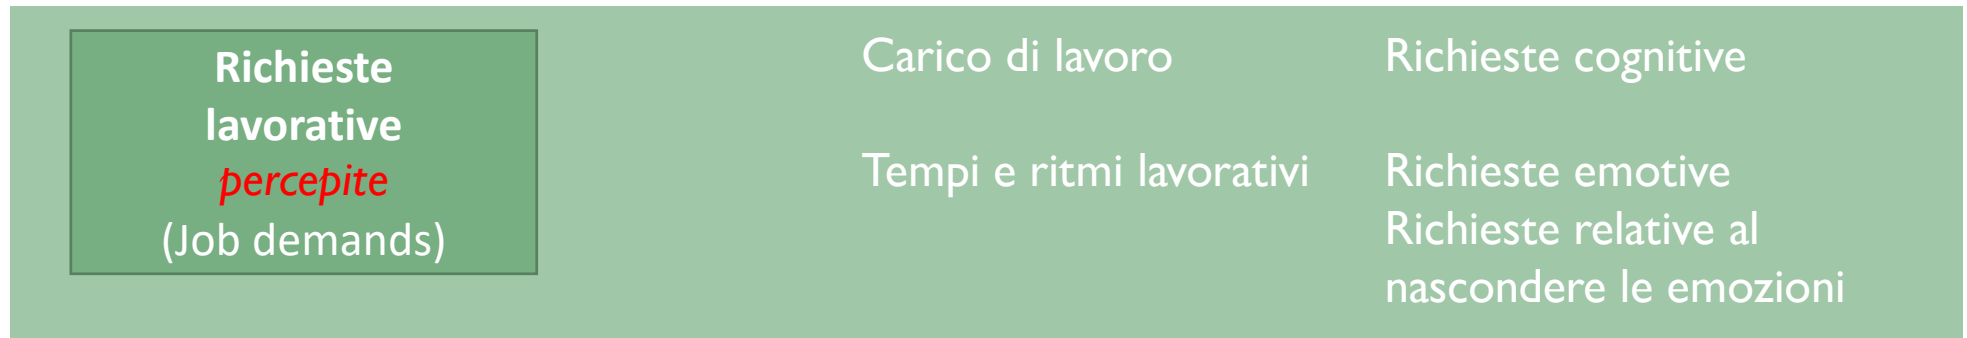 Richieste
lavorative
percepite
(Job demands)
Carico di lavoro
Tempi e ritmi lavorativi
Richieste cognitive
Richieste emotive
Richieste relative al
nascondere le emozioni